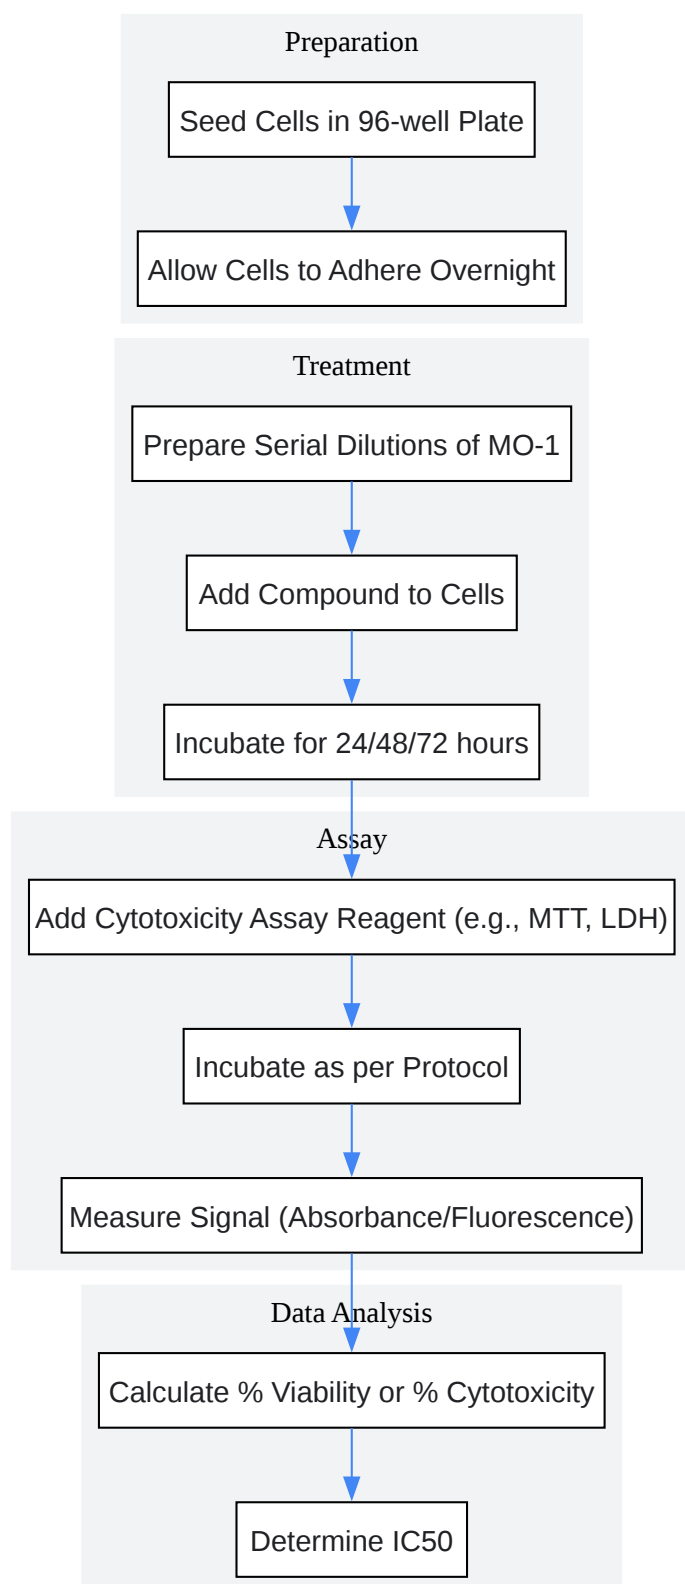 Preparation
Seed Cells in 96-well Plate
Allow Cells to Adhere Overnight
Treatment
Prepare Serial Dilutions of MO-1
Add Compound to Cells
Incubate for 24/48/72 hours
Assay
Add Cytotoxicity Assay Reagent (e.g., MTT, LDH)
Incubate as per Protocol
Measure Signal (Absorbance/Fluorescence)
Data Analysis
Calculate % Viability or % Cytotoxicity
Determine IC50